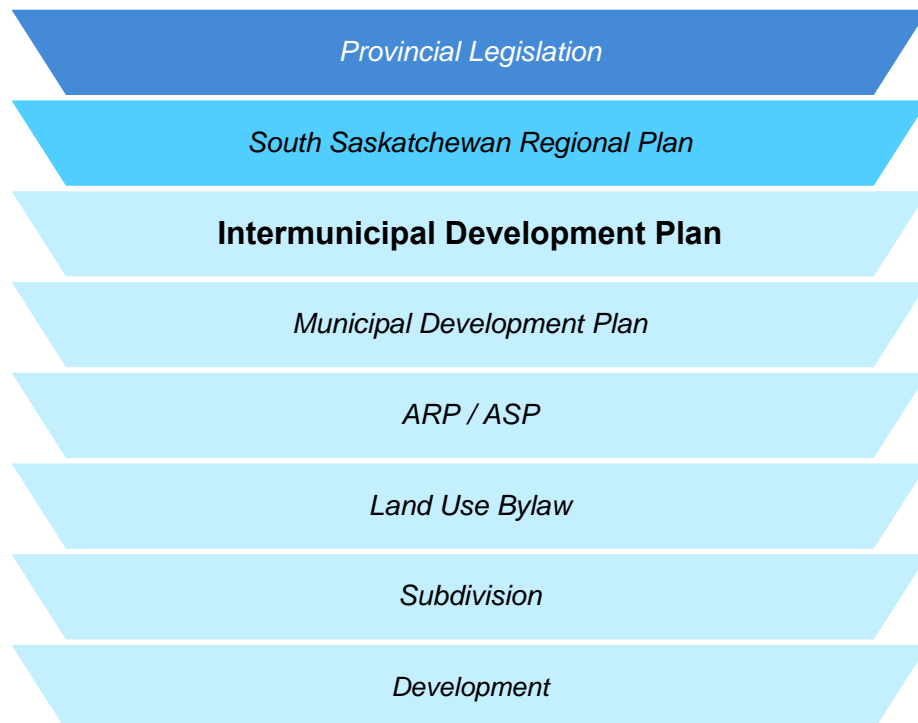 Provincial Legislation
South Saskatchewan Regional Plan
Intermunicipal Development Plan
Municipal Development Plan
ARP / ASP
Land Use Bylaw
Subdivision
Development